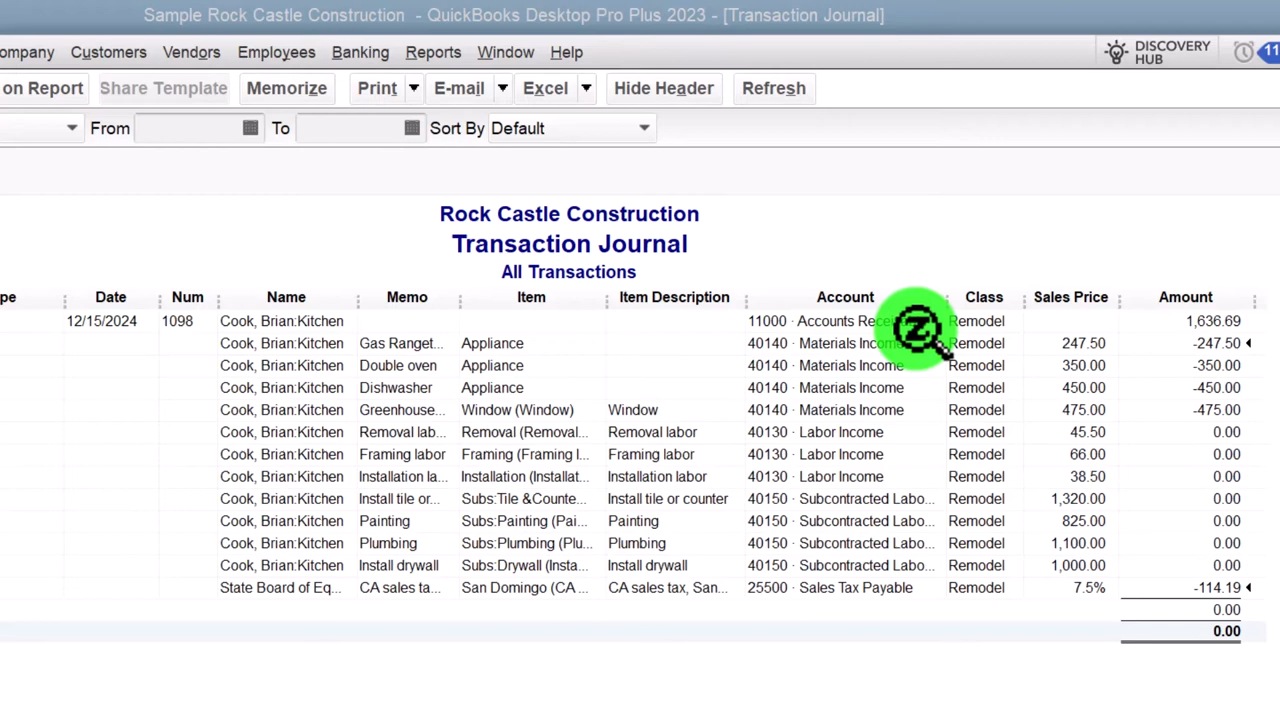 Sample Rock Castle Construction - QuickBooks Desktop Pro Plus 2023 - [Transaction Journal]
ompany Customers Vendors Employees Banking Reports Window Help DISCOVERY HUB 11
on Report Share Template Memorize Print E-mail Excel Hide Header Refresh
From To Sort By Default
Rock Castle Construction
Transaction Journal
All Transactions
pe Date Num Name Memo Item Item Description Account Class Sales Price Amount
12/15/2024 1098 Cook, Brian:Kitchen 11000 · Accounts Remodel 1,636.69
Cook, Brian:Kitchen Gas Ranget... Appliance 40140 · Materials Income Remodel 247.50 -247.50
Cook, Brian:Kitchen Double oven Appliance 40140 · Materials Income Remodel 350.00 -350.00
Cook, Brian:Kitchen Dishwasher Appliance 40140 · Materials Income Remodel 450.00 -450.00
Cook, Brian:Kitchen Greenhouse... Window (Window) Window 40140 · Materials Income Remodel 475.00 -475.00
Cook, Brian:Kitchen Removal lab... Removal (Removal... Removal labor 40130 · Labor Income Remodel 45.50 0.00
Cook, Brian:Kitchen Framing labor Framing (Framing l... Framing labor 40130 · Labor Income Remodel 66.00 0.00
Cook, Brian:Kitchen Installation la... Installation (Installat... Installation labor 40130 · Labor Income Remodel 38.50 0.00
Cook, Brian:Kitchen Install tile or... Subs:Tile &Counte... Install tile or counter 40150 · Subcontracted Labo... Remodel 1,320.00 0.00
Cook, Brian:Kitchen Painting Subs:Painting (Pai... Painting 40150 · Subcontracted Labo... Remodel 825.00 0.00
Cook, Brian:Kitchen Plumbing Subs:Plumbing (Plu... Plumbing 40150 · Subcontracted Labo... Remodel 1,100.00 0.00
Cook, Brian:Kitchen Install drywall Subs:Drywall (Insta... Install drywall 40150 · Subcontracted Labo... Remodel 1,000.00 0.00
State Board of Eq... CA sales ta... San Domingo (CA ... CA sales tax, San... 25500 · Sales Tax Payable Remodel 7.5% -114.19
0.00
0.00